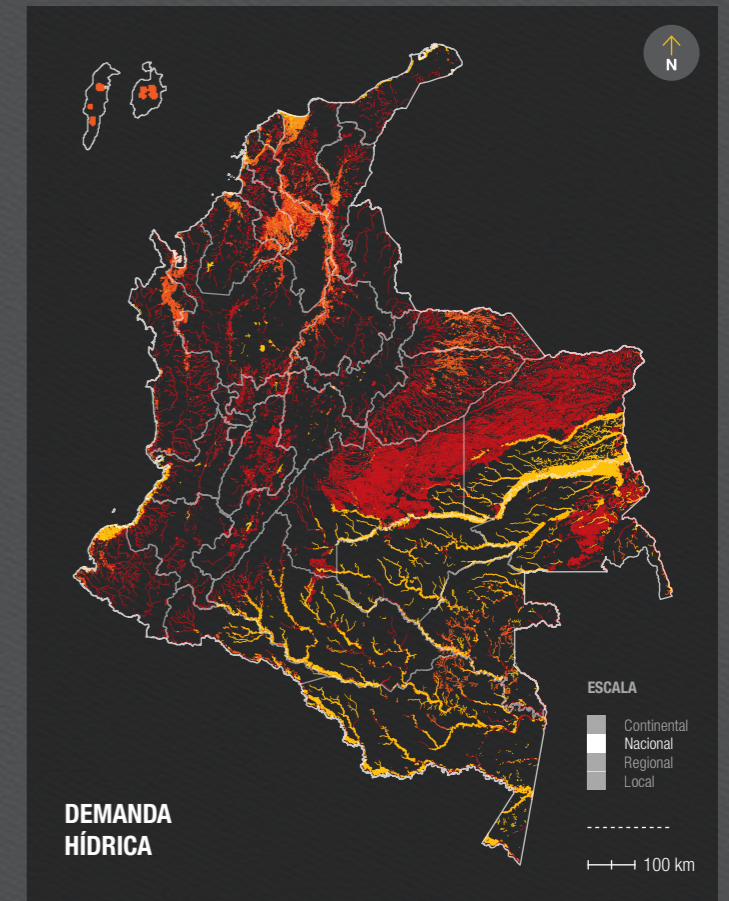 N
ESCALA
Continental
Nacional
Regional
Local
100 km
DEMANDA
HÍDRICA